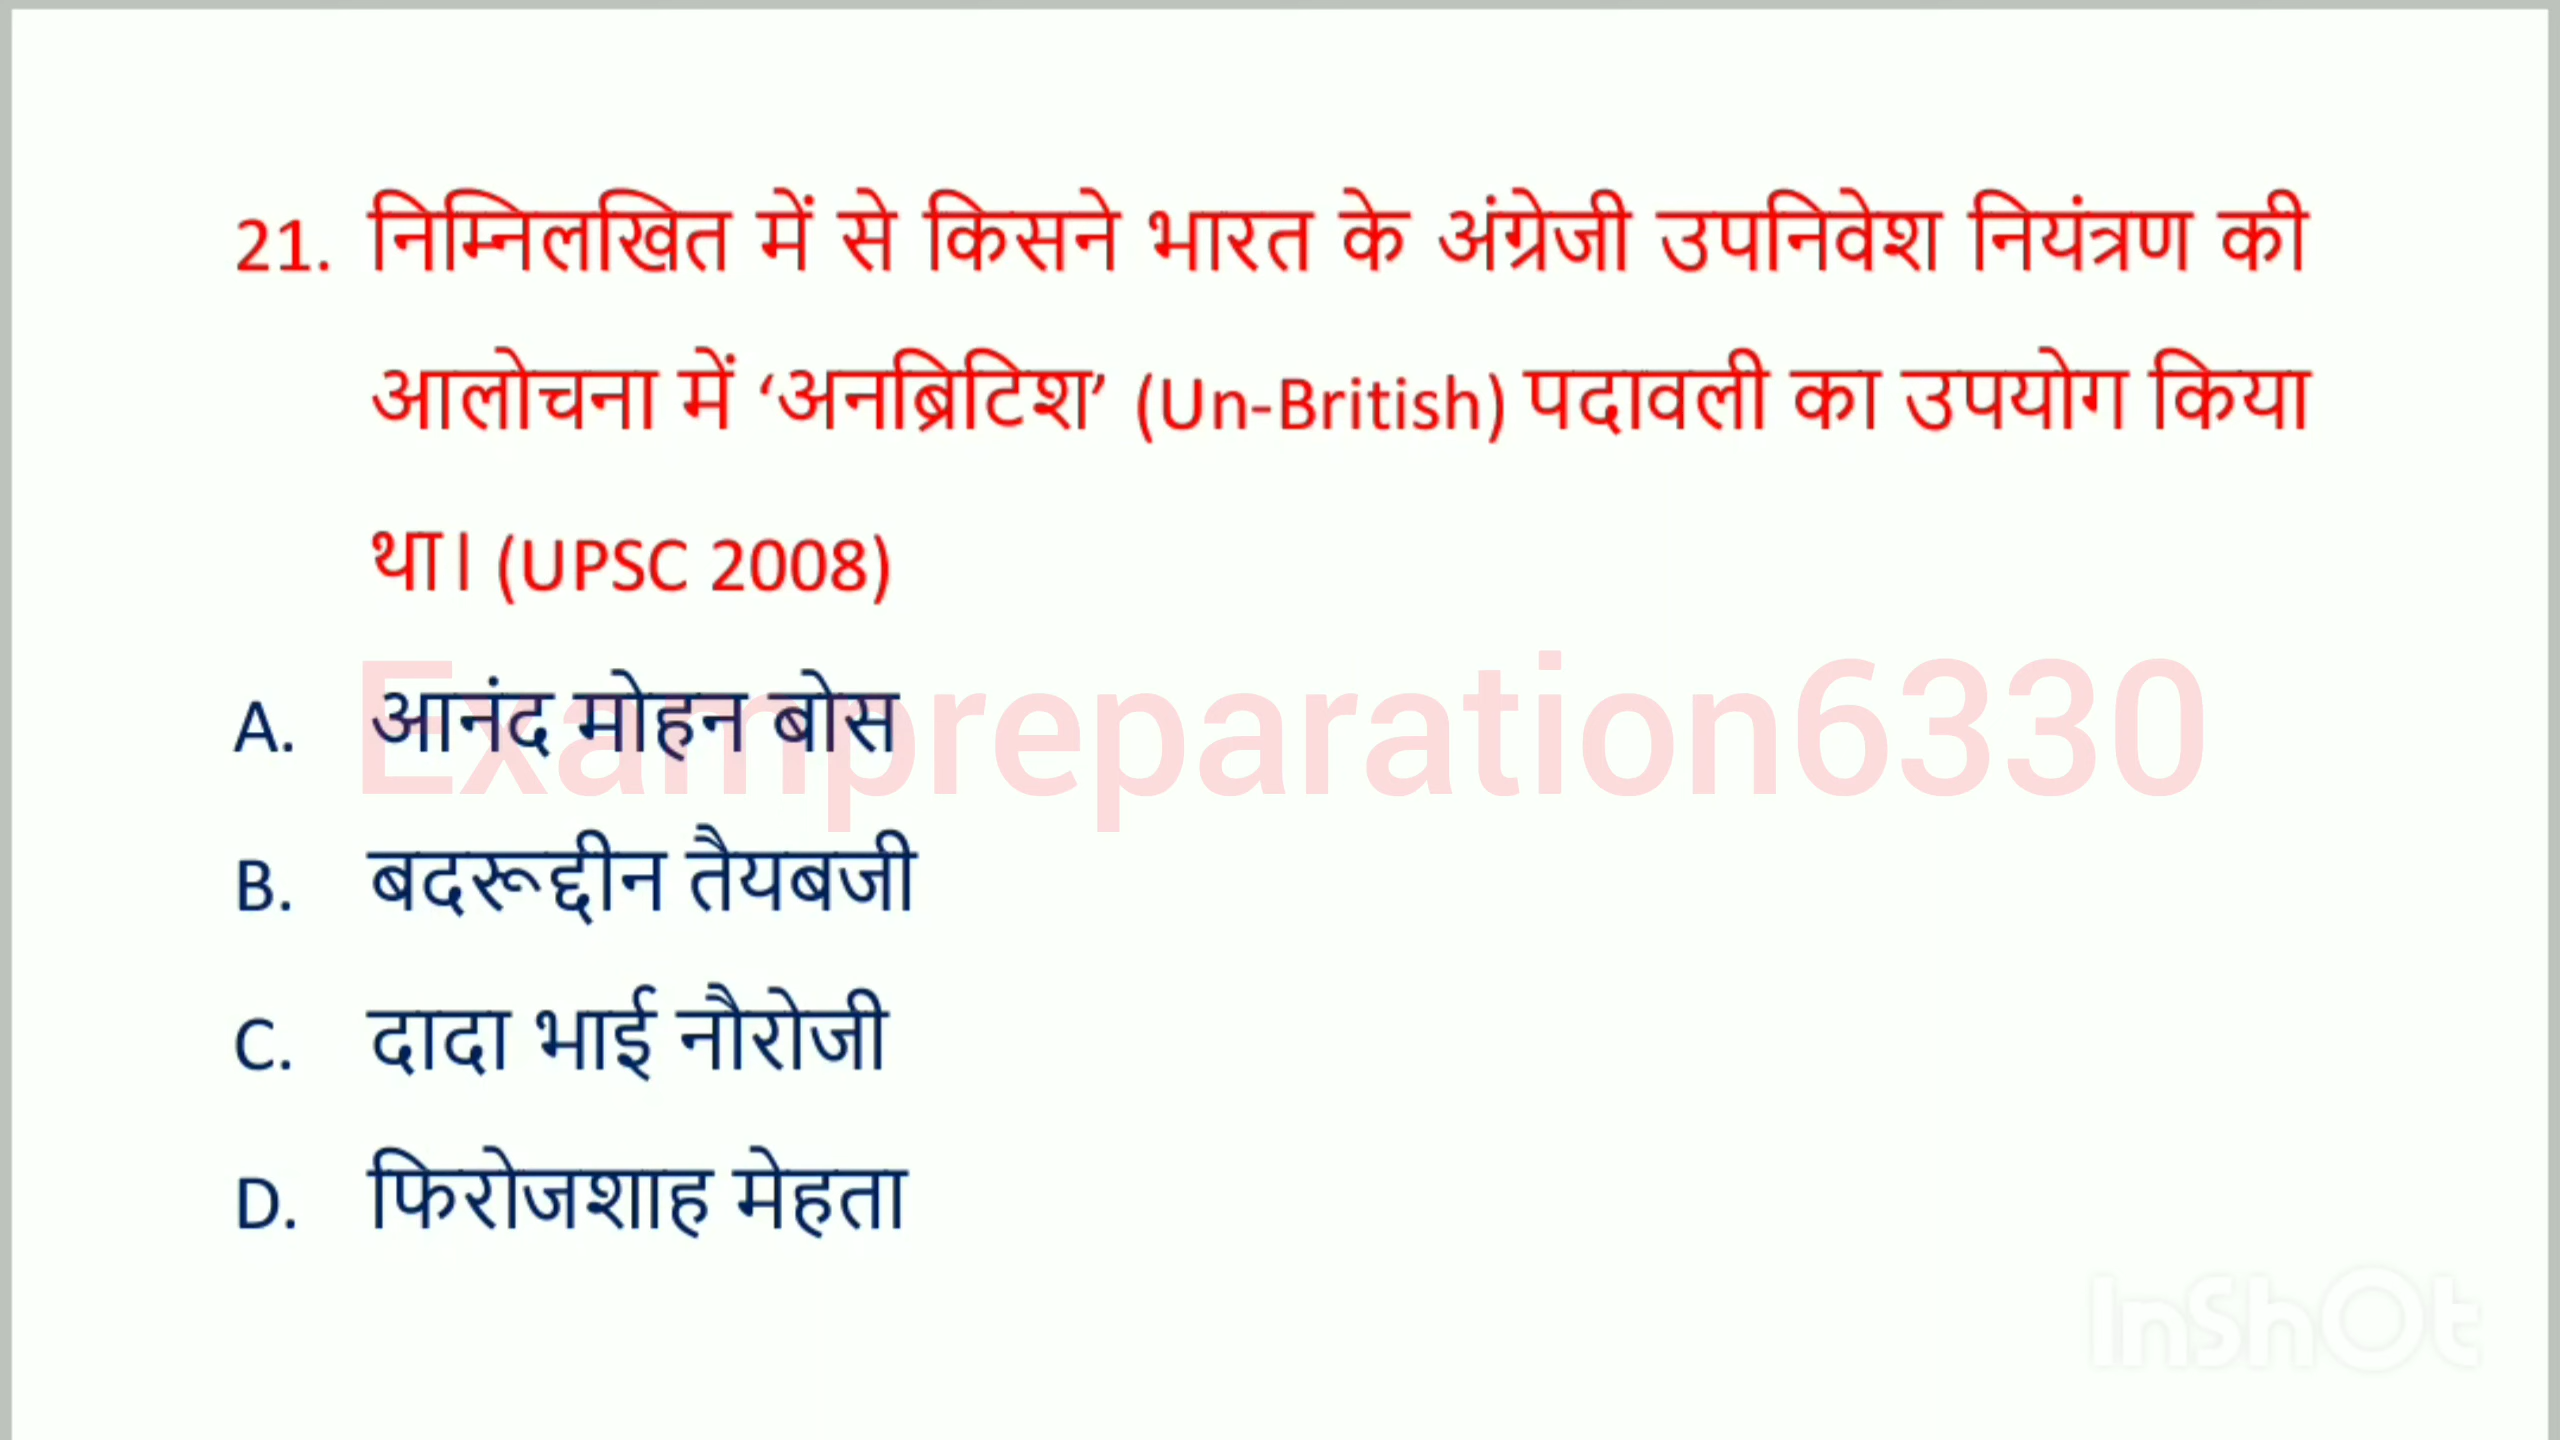 21. निम्निलखित में से किसने भारत के अंग्रेजी उपनिवेश नियंत्रण की
आलोचना में ‘अनब्रिटिश’ (Un-British) पदावली का उपयोग किया
था। (UPSC 2008)
A. आनंद मोहन बोस
Exampreparation6330
B. बदरूद्दीन तैयबजी
C. दादा भाई नौरोजी
D. फिरोजशाह मेहता
InShOt